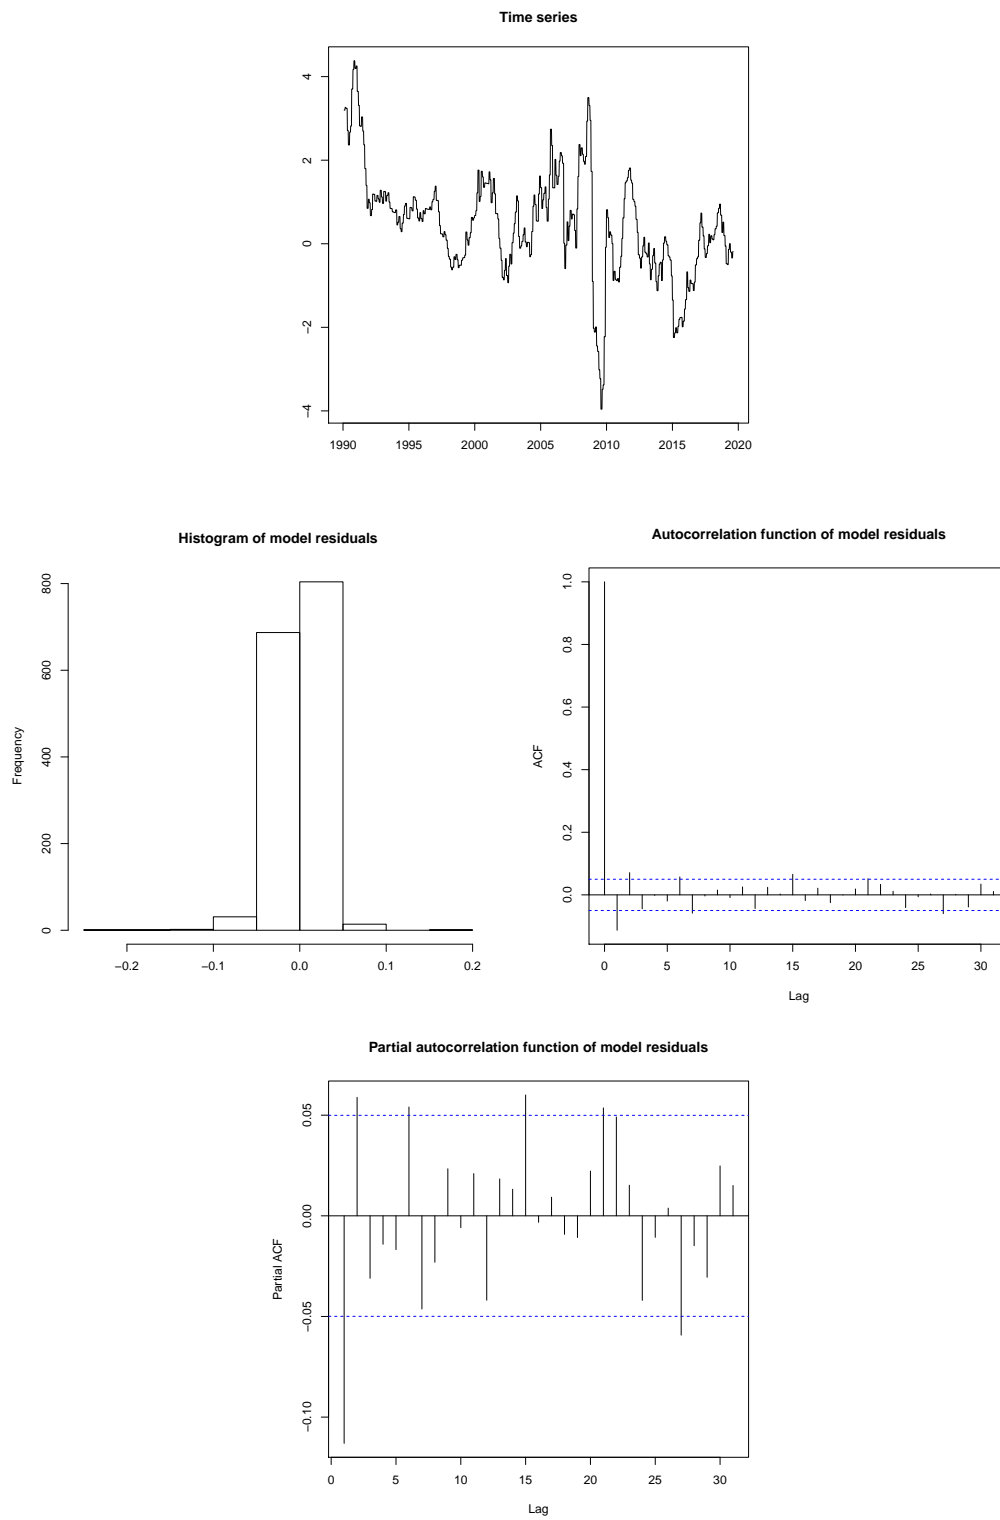 Time series
4
2
0
−2
−4
1990 1995 2000 2005 2010 2015 2020
Histogram of model residuals
Frequency
800
600
400
200
0
−0.2 −0.1 0.0 0.1 0.2
Autocorrelation function of model residuals
ACF
1.0
0.8
0.6
0.4
0.2
0.0
0 5 10 15 20 25 30
Lag
Partial autocorrelation function of model residuals
Partial ACF
0.05
0.00
−0.05
−0.10
0 5 10 15 20 25 30
Lag